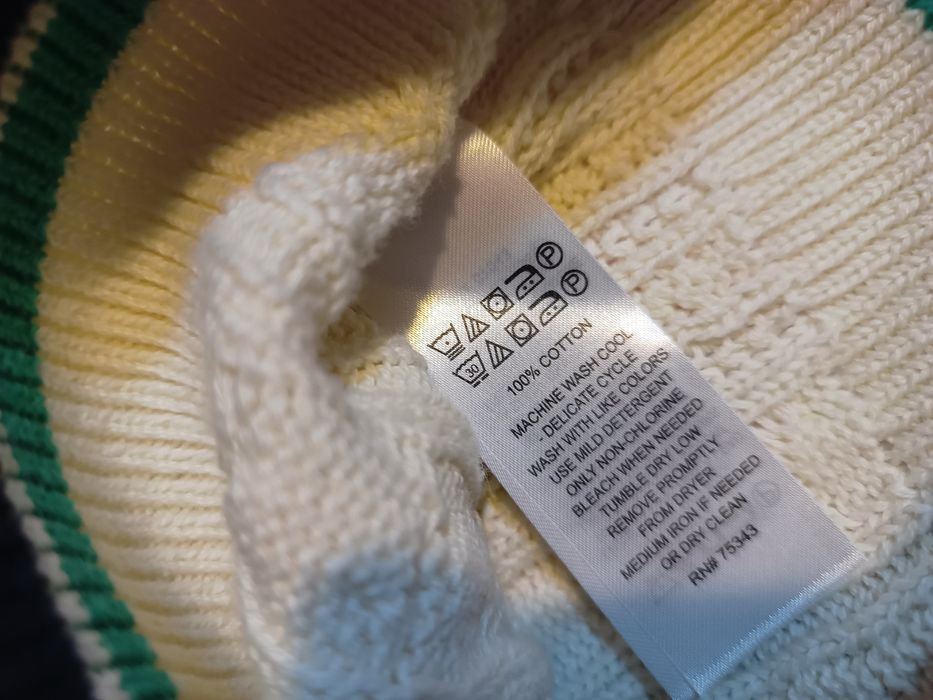 P
P
30
100% COTTON
MACHINE WASH COOL
- DELICATE CYCLE
WASH WITH LIKE COLORS
USE MILD DETERGENT
ONLY NON-CHLORINE
BLEACH WHEN NEEDED
TUMBLE DRY LOW
REMOVE PROMPTLY
FROM DRYER
MEDIUM IRON IF NEEDED
OR DRY CLEAN
RN# 75343